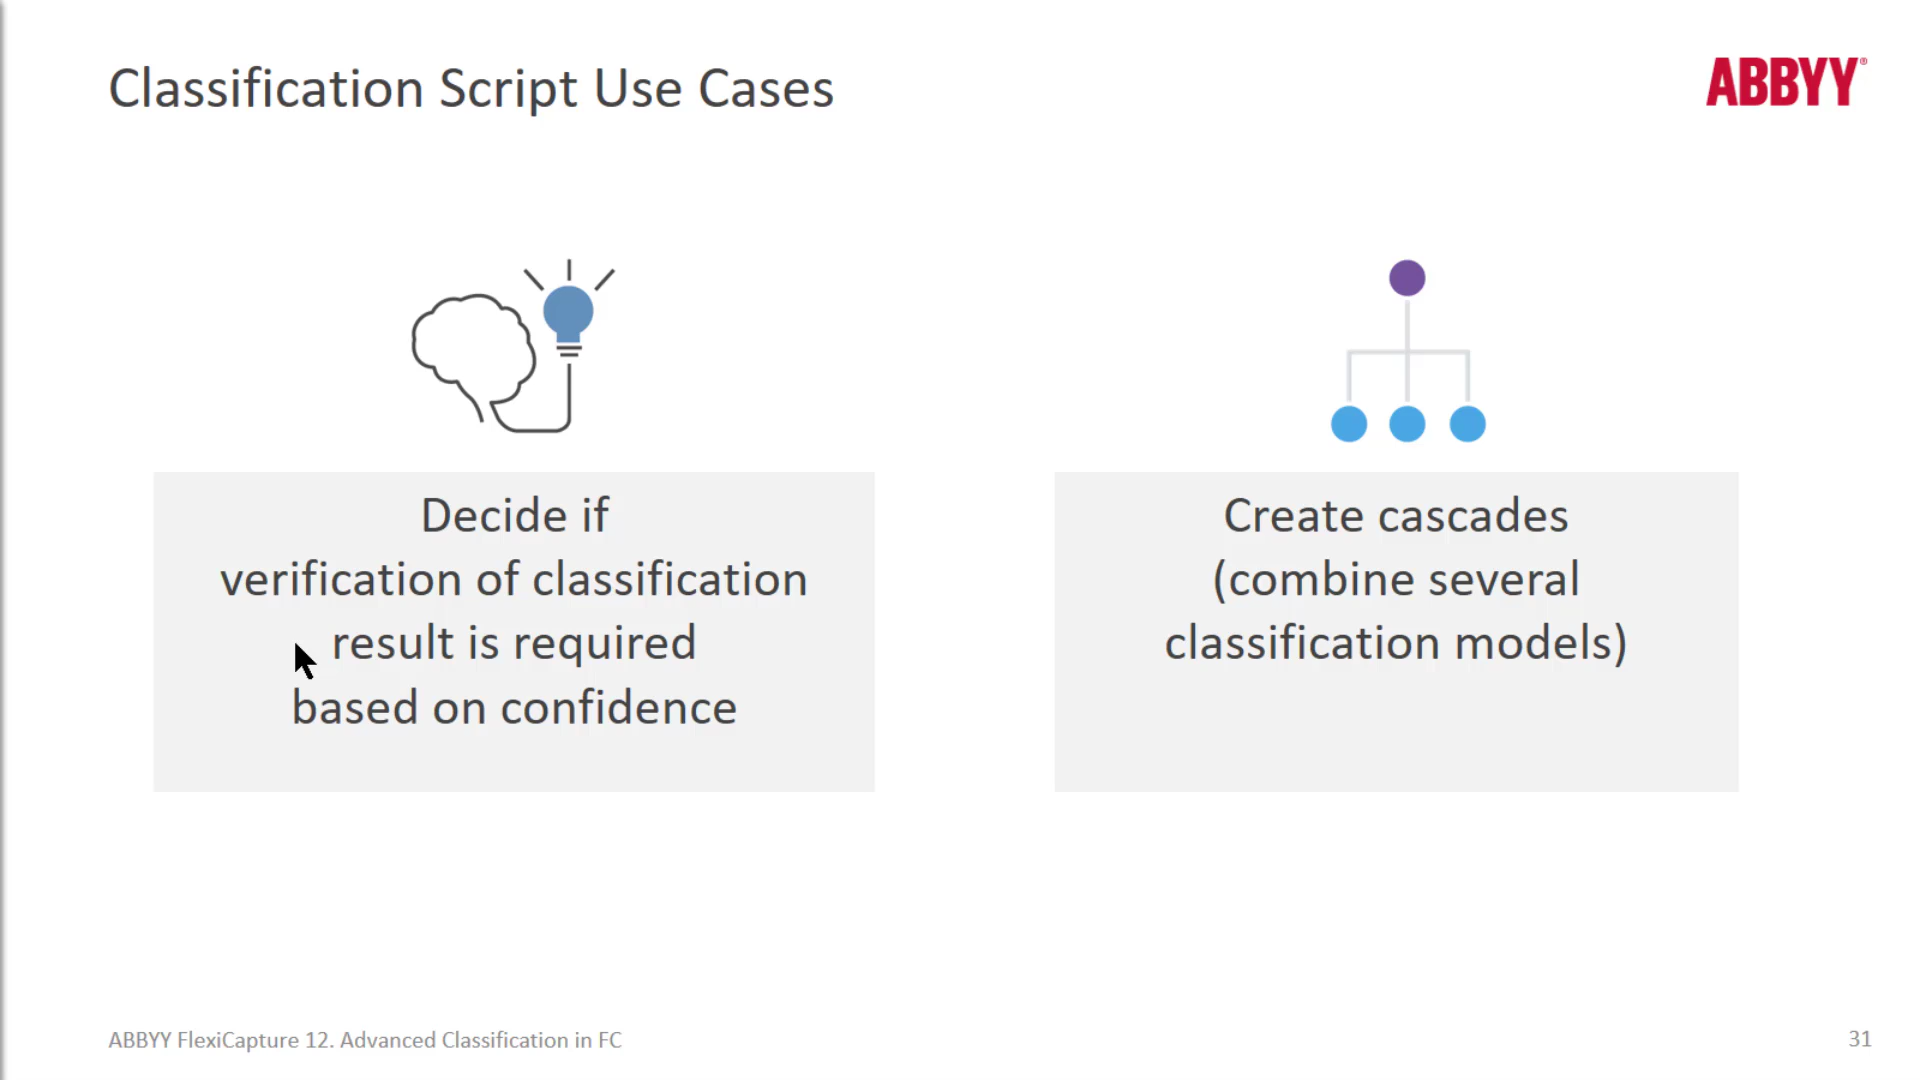 Classification Script Use Cases
ABBYY®
Decide if
verification of classification
result is required
based on confidence
Create cascades
(combine several
classification models)
ABBYY FlexiCapture 12. Advanced Classification in FC
31